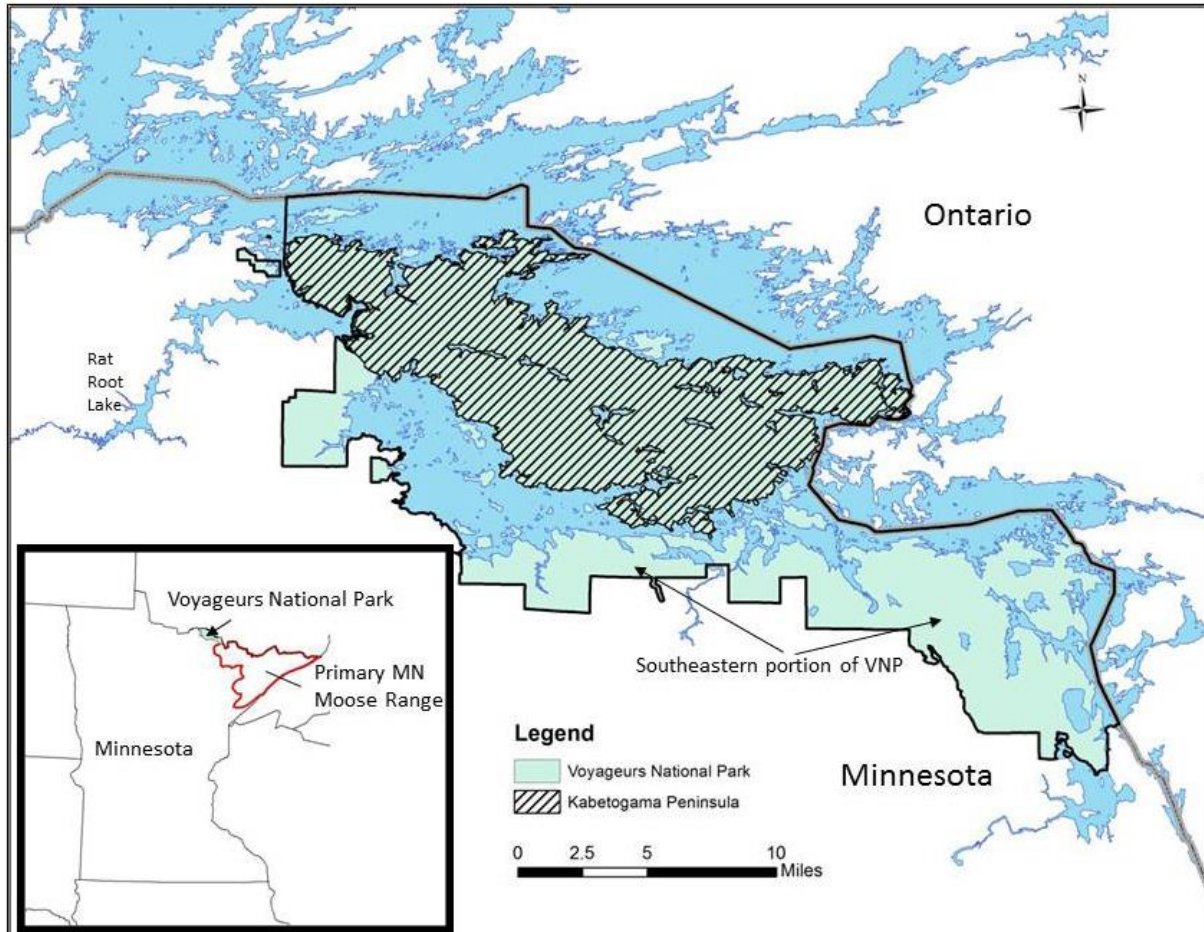 N
Ontario
Rat
Root
Lake
Southeastern portion of VNP
Voyageurs National Park
Primary MN
Moose Range
Minnesota
Legend
Voyageurs National Park
Kabetogama Peninsula
0 2.5 5 10
Miles
Minnesota